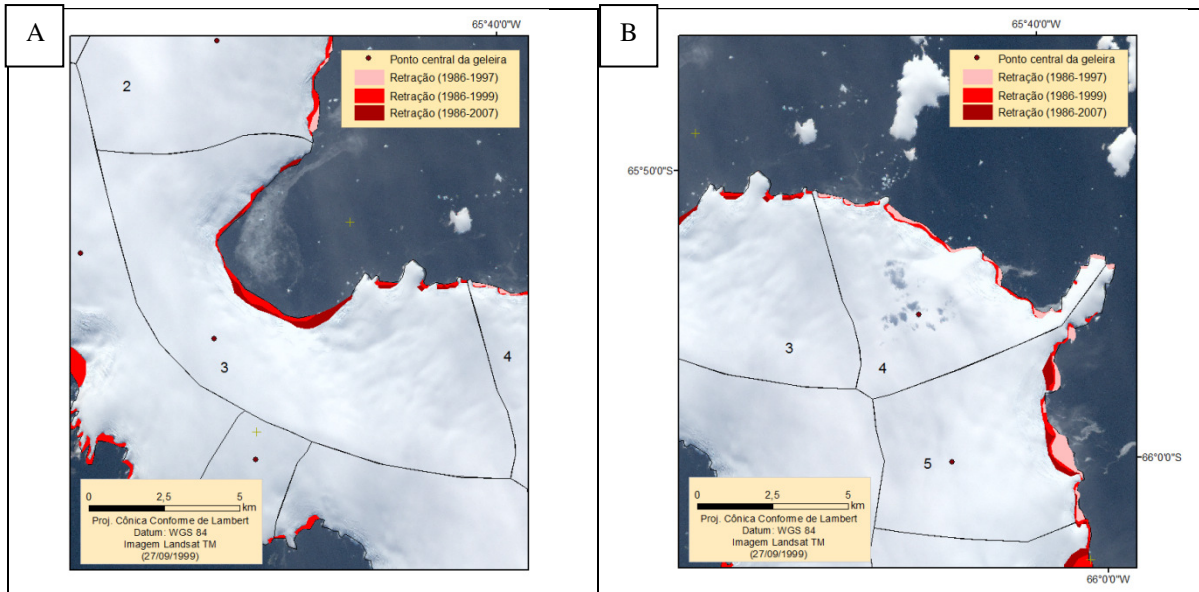 A
65°40'0"W
Ponto central da geleira
Retração (1986-1997)
Retração (1986-1999)
Retração (1986-2007)
2
3
4
0 2,5 5
km
Proj. Cônica Conforme de Lambert
Datum: WGS 84
Imagem Landsat TM
(27/09/1999)
B
65°40'0"W
Ponto central da geleira
Retração (1986-1997)
Retração (1986-1999)
Retração (1986-2007)
65°50'0"S
3
4
5
66°0'0"S
0 2,5 5
km
Proj. Cônica Conforme de Lambert
Datum: WGS 84
Imagem Landsat TM
(27/09/1999)
66°0'0"W